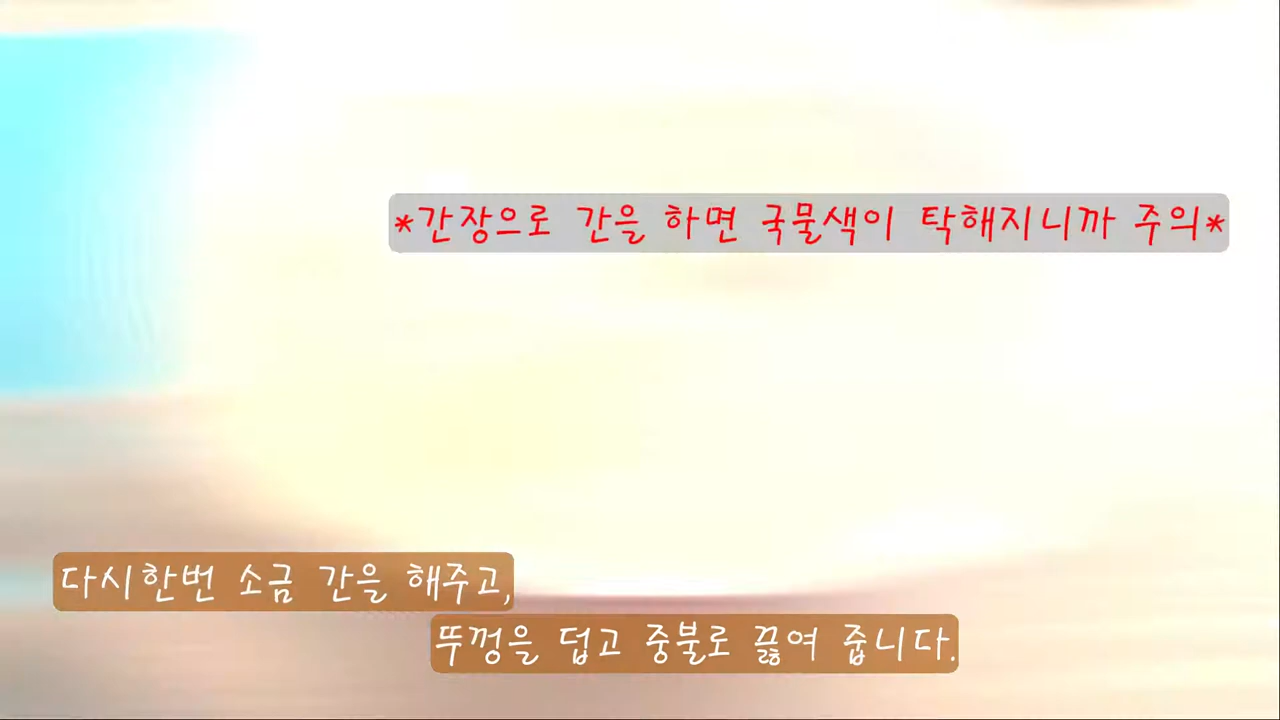 *간장으로 간을 하면 국물색이 탁해지니까 주의*
다시한번 소금 간을 해주고,
뚜껑을 덥고 중불로 끓여 줍니다.